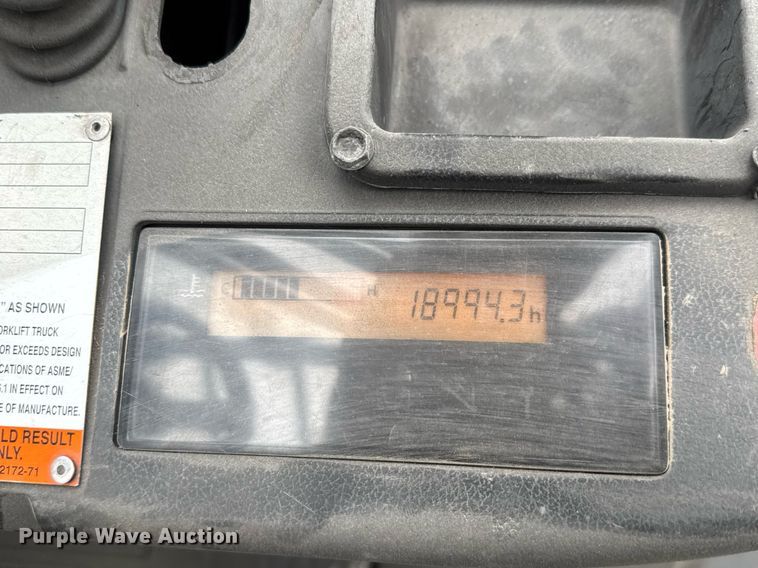 C H 18994.3h
" AS SHOWN
ORKLIFT TRUCK
OR EXCEEDS DESIGN
CATIONS OF ASME/
.1 IN EFFECT ON
E OF MANUFACTURE.
LD RESULT
NLY.
2172-71
Purple Wave Auction